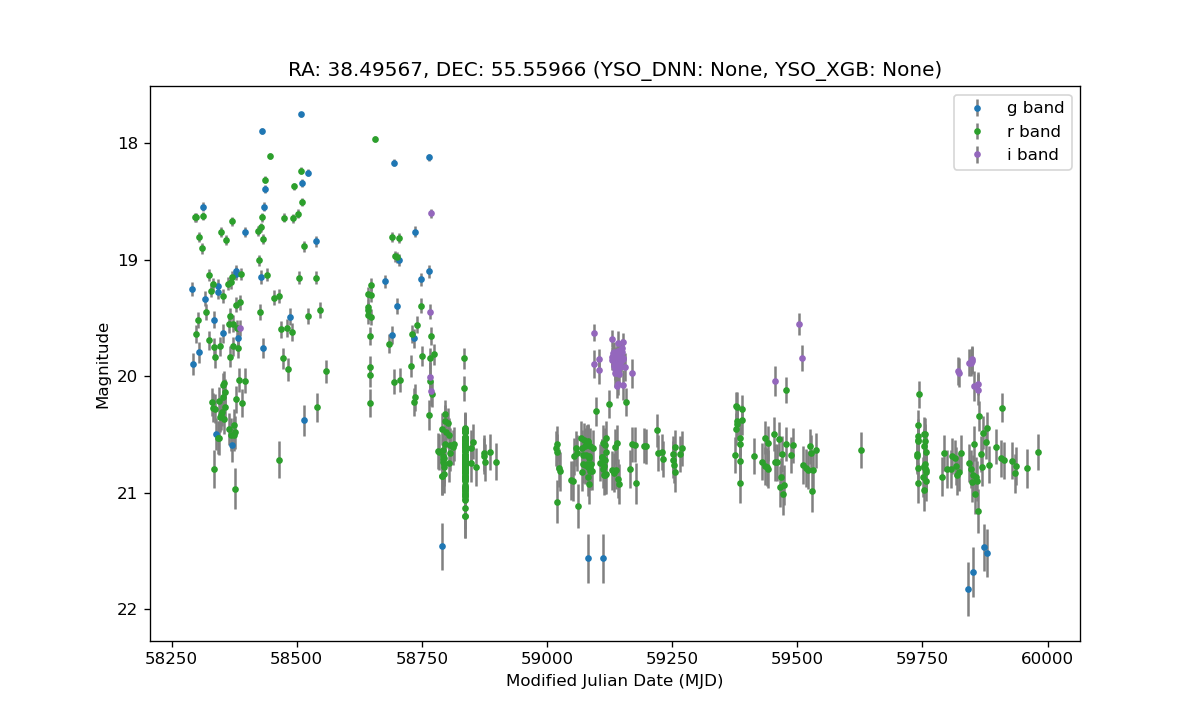 RA: 38.49567, DEC: 55.55966 (YSO_DNN: None, YSO_XGB: None)
g band
r band
i band
18
19
20
21
22
Magnitude
58250
58500
58750
59000
59250
59500
59750
60000
Modified Julian Date (MJD)